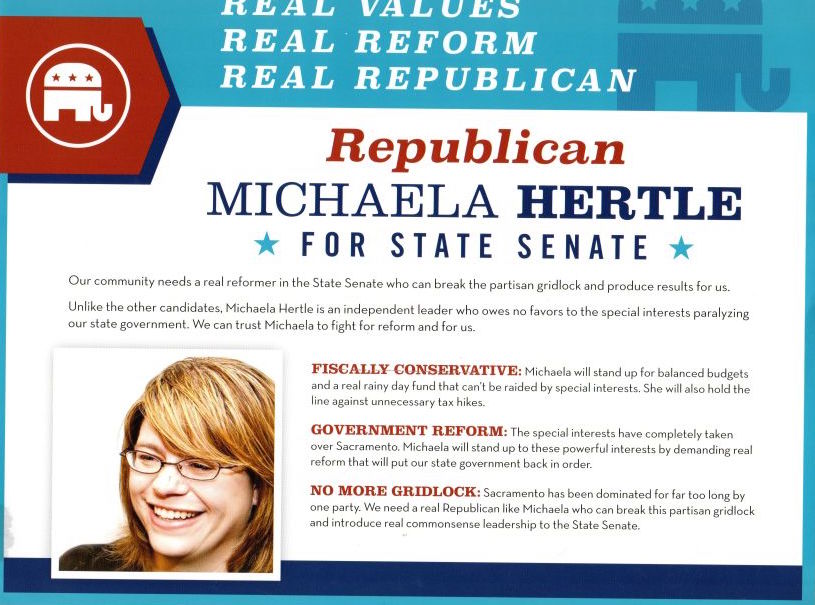 REAL VALUES
REAL REFORM
REAL REPUBLICAN
Republican
MICHAELA HERTLE
FOR STATE SENATE
Our community needs a real reformer in the State Senate who can break the partisan gridlock and produce results for us.
Unlike the other candidates, Michaela Hertle is an independent leader who owes no favors to the special interests paralyzing
our state government. We can trust Michaela to fight for reform and for us.
FISCALLY CONSERVATIVE: Michaela will stand up for balanced budgets
and a real rainy day fund that can't be raided by special interests. She will also hold the
line against unnecessary tax hikes.
GOVERNMENT REFORM: The special interests have completely taken
over Sacramento. Michaela will stand up to these powerful interests by demanding real
reform that will put our state government back in order.
NO MORE GRIDLOCK: Sacramento has been dominated for far too long by
one party. We need a real Republican like Michaela who can break this partisan gridlock
and introduce real commonsense leadership to the State Senate.